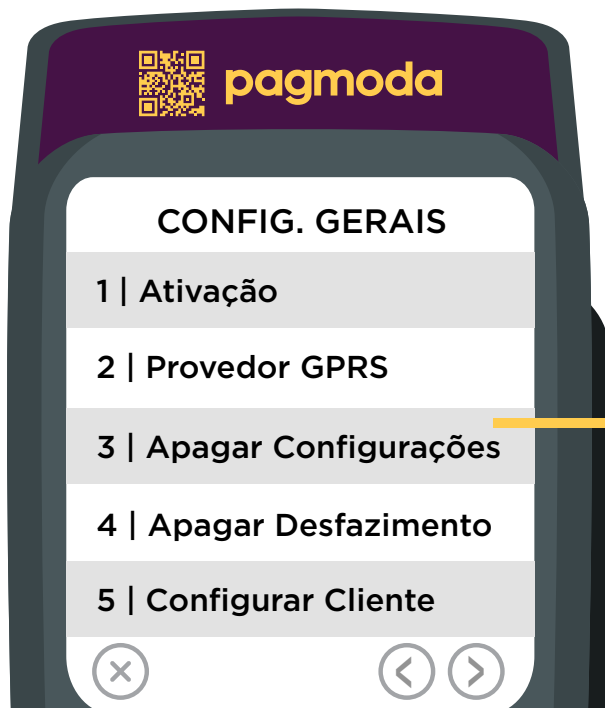 pagmoda
CONFIG. GERAIS
1 | Ativação
2 | Provedor GPRS
3 | Apagar Configurações
4 | Apagar Desfazimento
5 | Configurar Cliente